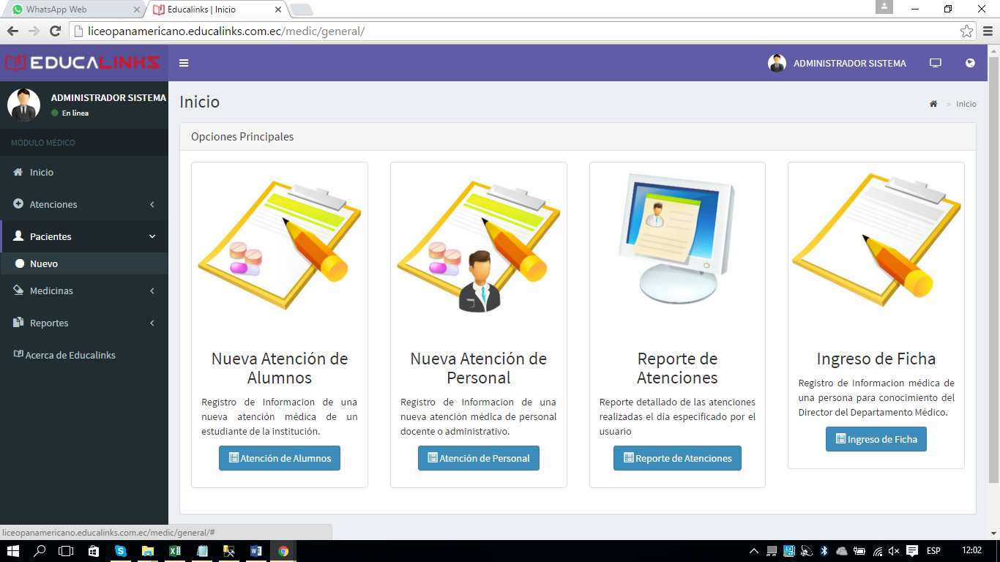 WhatsApp Web
Educalinks | Inicio
liceopanamericano.educalinks.com.ec/medic/general/
EDUCALINKS
ADMINISTRADOR SISTEMA
ADMINISTRADOR SISTEMA
En línea
MÓDULO MÉDICO
Inicio
Atenciones
Pacientes
Nuevo
Medicinas
Reportes
Acerca de Educalinks
Inicio
> Inicio
Opciones Principales
Nueva Atención de
Alumnos
Registro de Informacion de una
nueva atención médica de un
estudiante de la institución.
Atención de Alumnos
Nueva Atención de
Personal
Registro de Informacion de una
nueva atención médica de personal
docente o administrativo.
Atención de Personal
Reporte de
Atenciones
Reporte detallado de las atenciones
realizadas el día especificado por el
usuario
Reporte de Atenciones
Ingreso de Ficha
Registro de Informacion médica de
una persona para conocimiento del
Director del Departamento Médico.
Ingreso de Ficha
liceopanamericano.educalinks.com.ec/medic/general/#
ESP
12:02